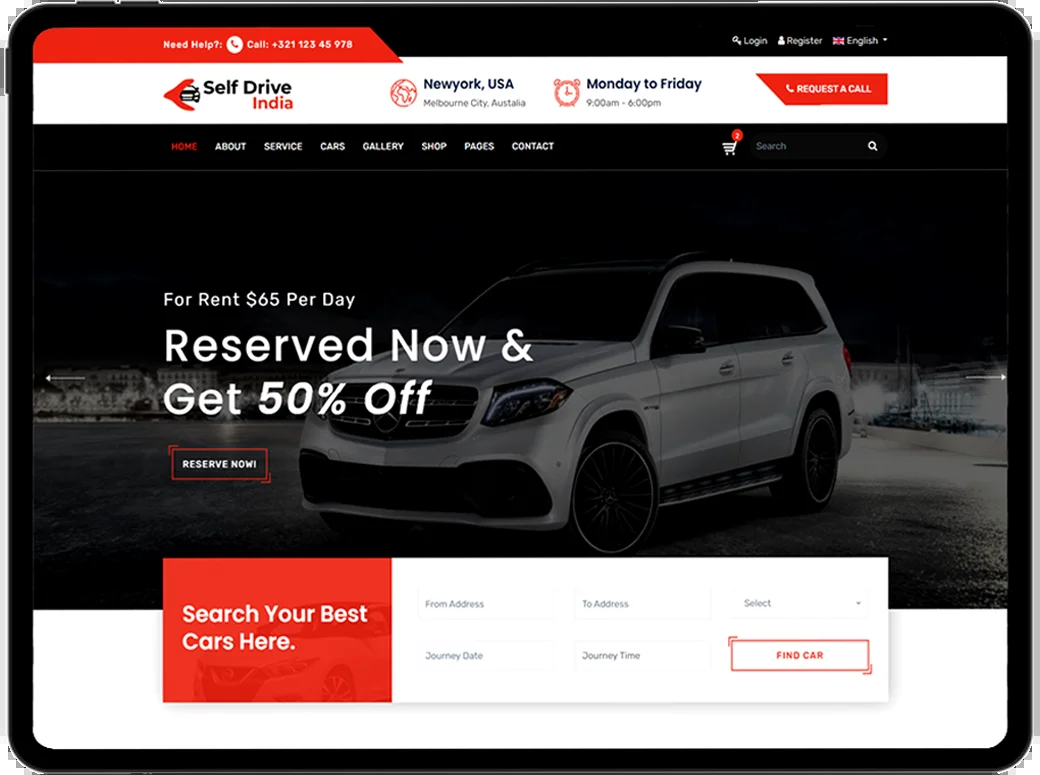 Need Help?: Call: +321 123 45 978
Login Register English
Self Drive
India
Newyork, USA
Melbourne City, Austalia
Monday to Friday
9:00am - 6:00pm
REQUEST A CALL
HOME ABOUT SERVICE CARS GALLERY SHOP PAGES CONTACT
2
Search
For Rent $65 Per Day
Reserved Now &
Get 50% Off
RESERVE NOW!
Search Your Best
Cars Here.
From Address
To Address
Select
Journey Date
Journey Time
FIND CAR